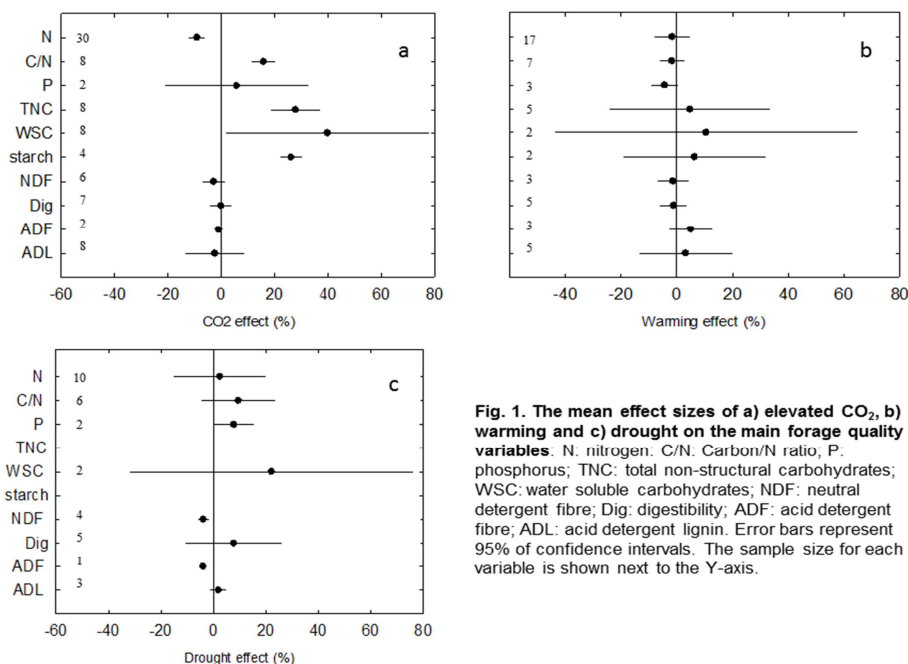 N 30
C/N 8
P 2
TNC 8
WSC 8
starch 4
NDF 6
Dig 7
ADF 2
ADL 8
a
-60 -40 -20 0 20 40 60 80
CO2 effect (%)
17
7
3
5
2
2
3
5
3
5
b
-40 -20 0 20 40 60 80
Warming effect (%)
N 10
C/N 6
P 2
TNC
WSC 2
starch
NDF 4
Dig 5
ADF 1
ADL 3
c
-60 -40 -20 0 20 40 60 80
Drought effect (%)
Fig. 1. The mean effect sizes of a) elevated CO₂, b)
warming and c) drought on the main forage quality
variables. N: nitrogen; C/N: Carbon/N ratio; P:
phosphorus; TNC: total non-structural carbohydrates;
WSC: water soluble carbohydrates; NDF: neutral
detergent fibre; Dig: digestibility; ADF: acid detergent
fibre; ADL: acid detergent lignin. Error bars represent
95% of confidence intervals. The sample size for each
variable is shown next to the Y-axis.